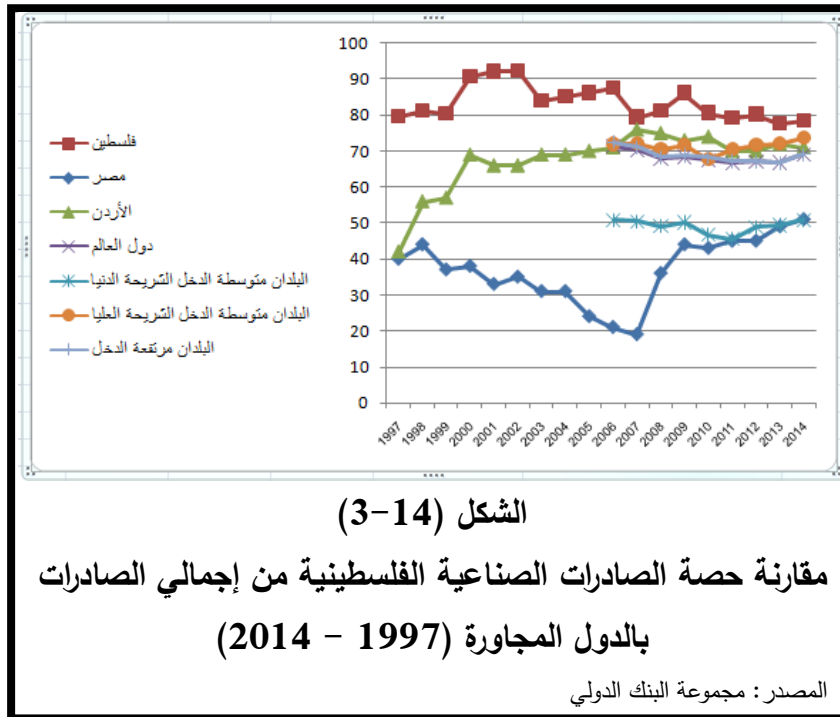 100
90
80
70
60
50
40
30
20
10
0
1997 1998 1999 2000 2001 2002 2003 2004 2005 2006 2007 2008 2009 2010 2011 2012 2013 2014
فلسطين
مصر
الأردن
دول العالم
البلدان متوسطة الدخل الشريحة الدنيا
البلدان متوسطة الدخل الشريحة العليا
البلدان مرتفعة الدخل
الشكل (14-3)
مقارنة حصة الصادرات الصناعية الفلسطينية من إجمالي الصادرات
بالدول المجاورة (1997 - 2014)
المصدر: مجموعة البنك الدولي